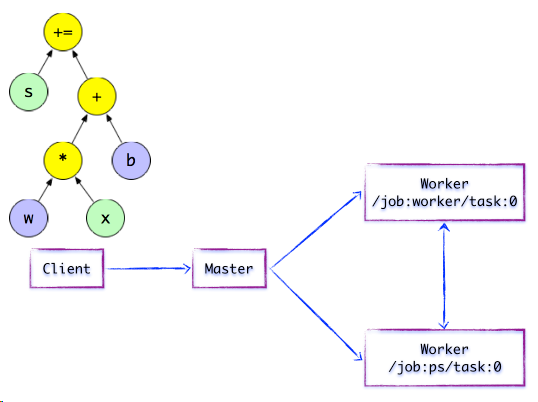 +=
s
+
*
b
w
x
Client
Master
Worker
/job:worker/task:0
Worker
/job:ps/task:0